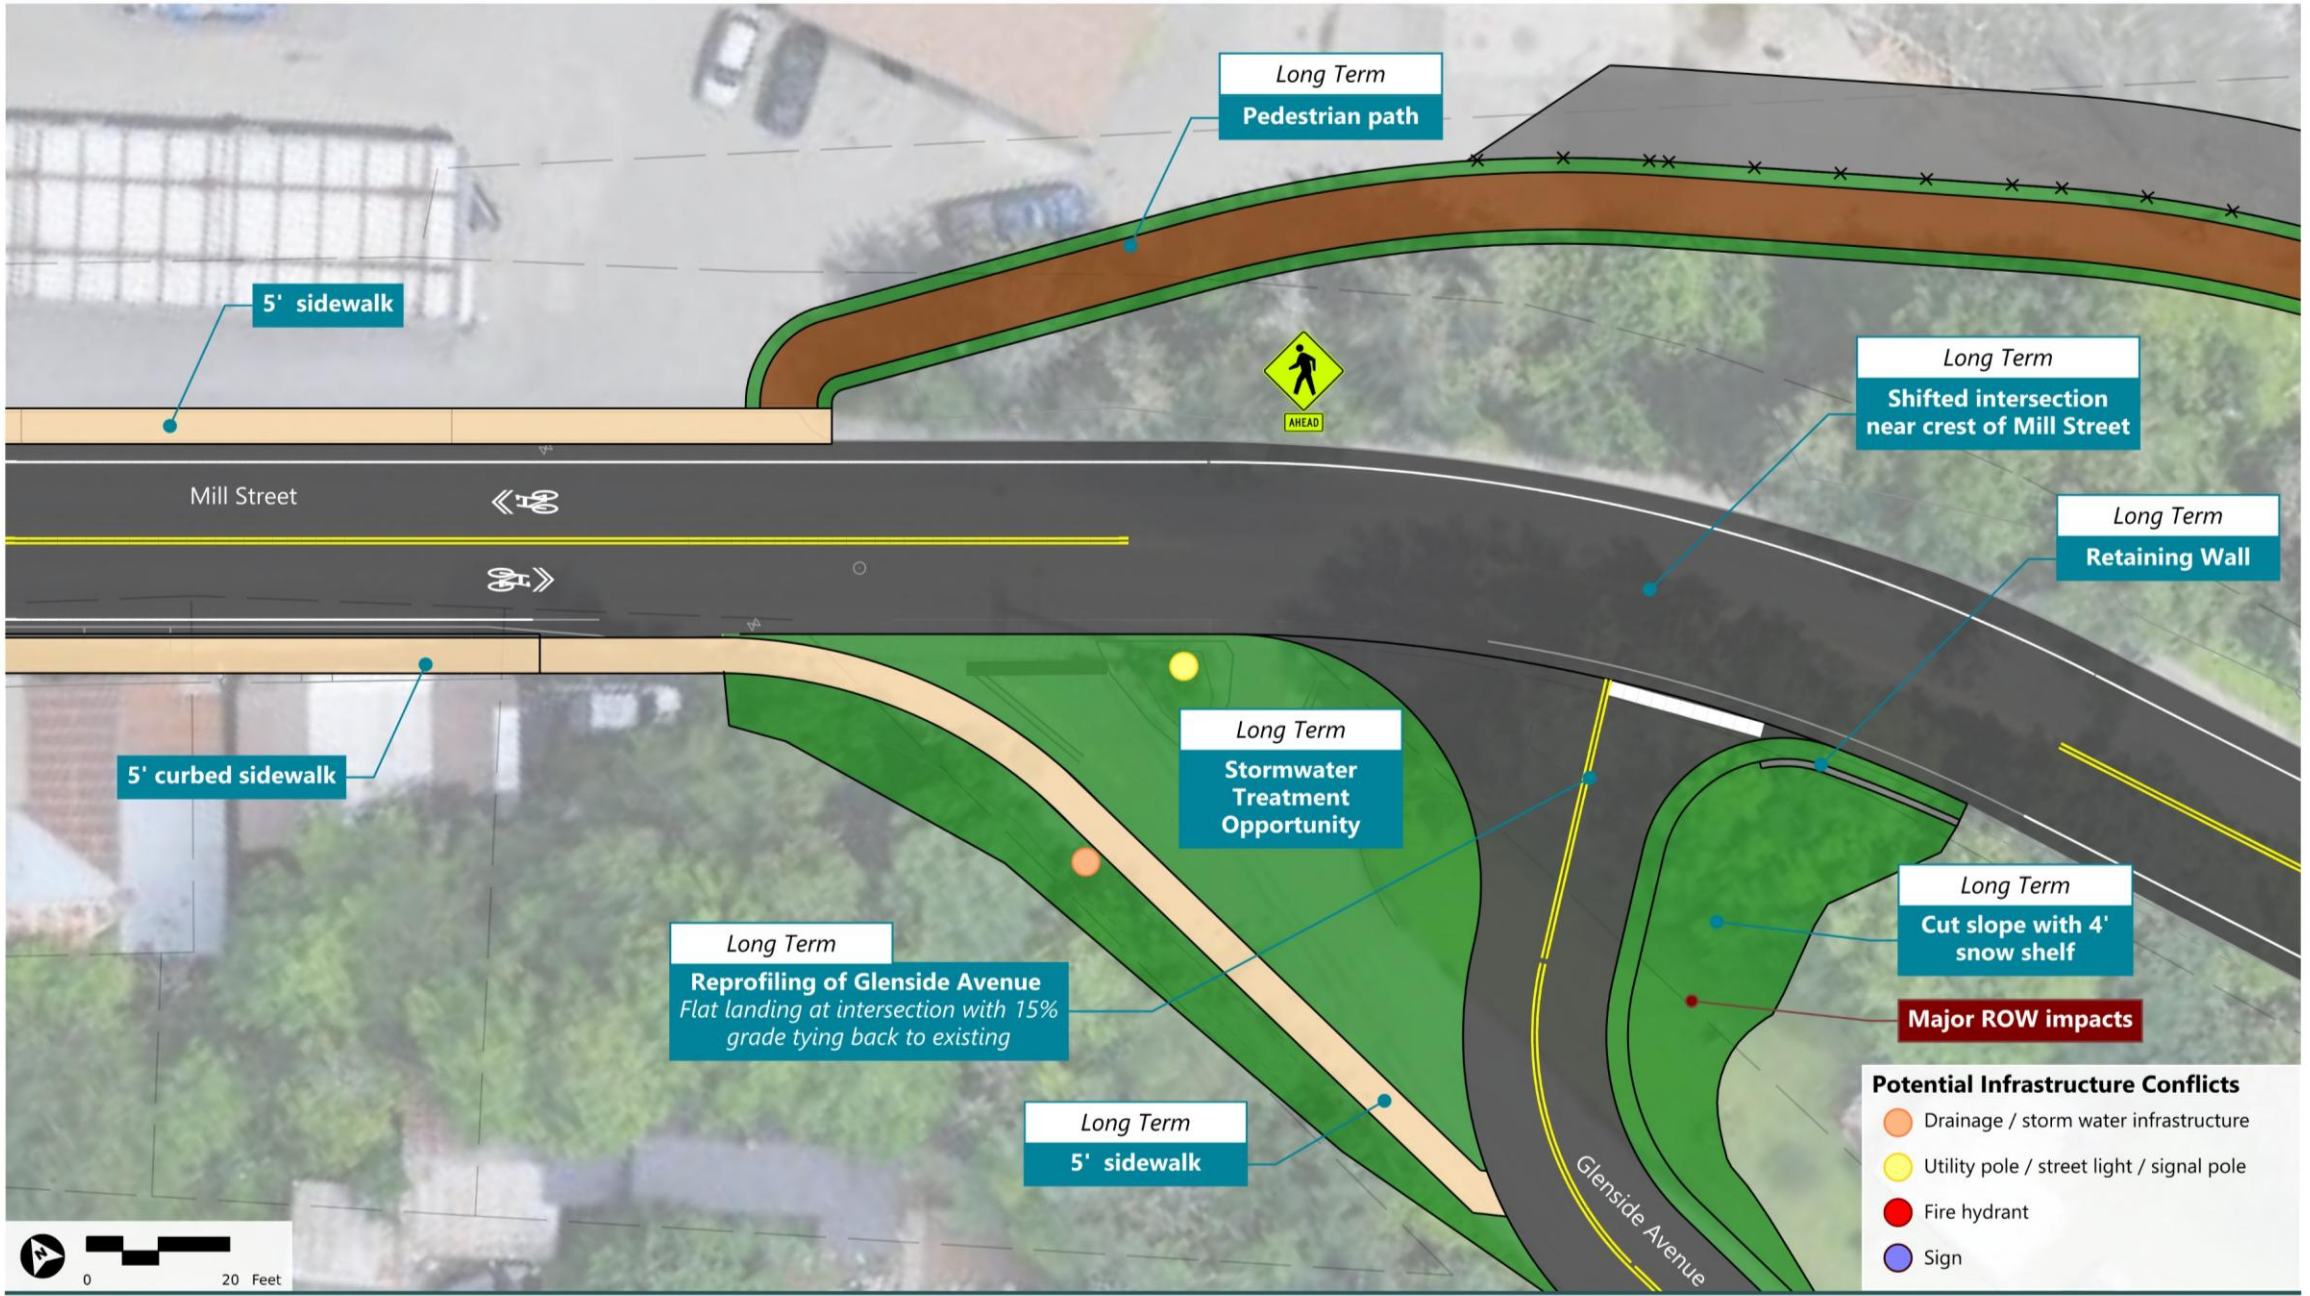 Long Term
Pedestrian path
5' sidewalk
AHEAD
Long Term
Shifted intersection
near crest of Mill Street
Mill Street
Long Term
Retaining Wall
5' curbed sidewalk
Long Term
Stormwater
Treatment
Opportunity
Long Term
Cut slope with 4'
snow shelf
Long Term
Reprofiling of Glenside Avenue
Flat landing at intersection with 15%
grade tying back to existing
Major ROW impacts
Long Term
5' sidewalk
Glenside Avenue
Potential Infrastructure Conflicts
Drainage / storm water infrastructure
Utility pole / street light / signal pole
Fire hydrant
Sign
N
0 20 Feet